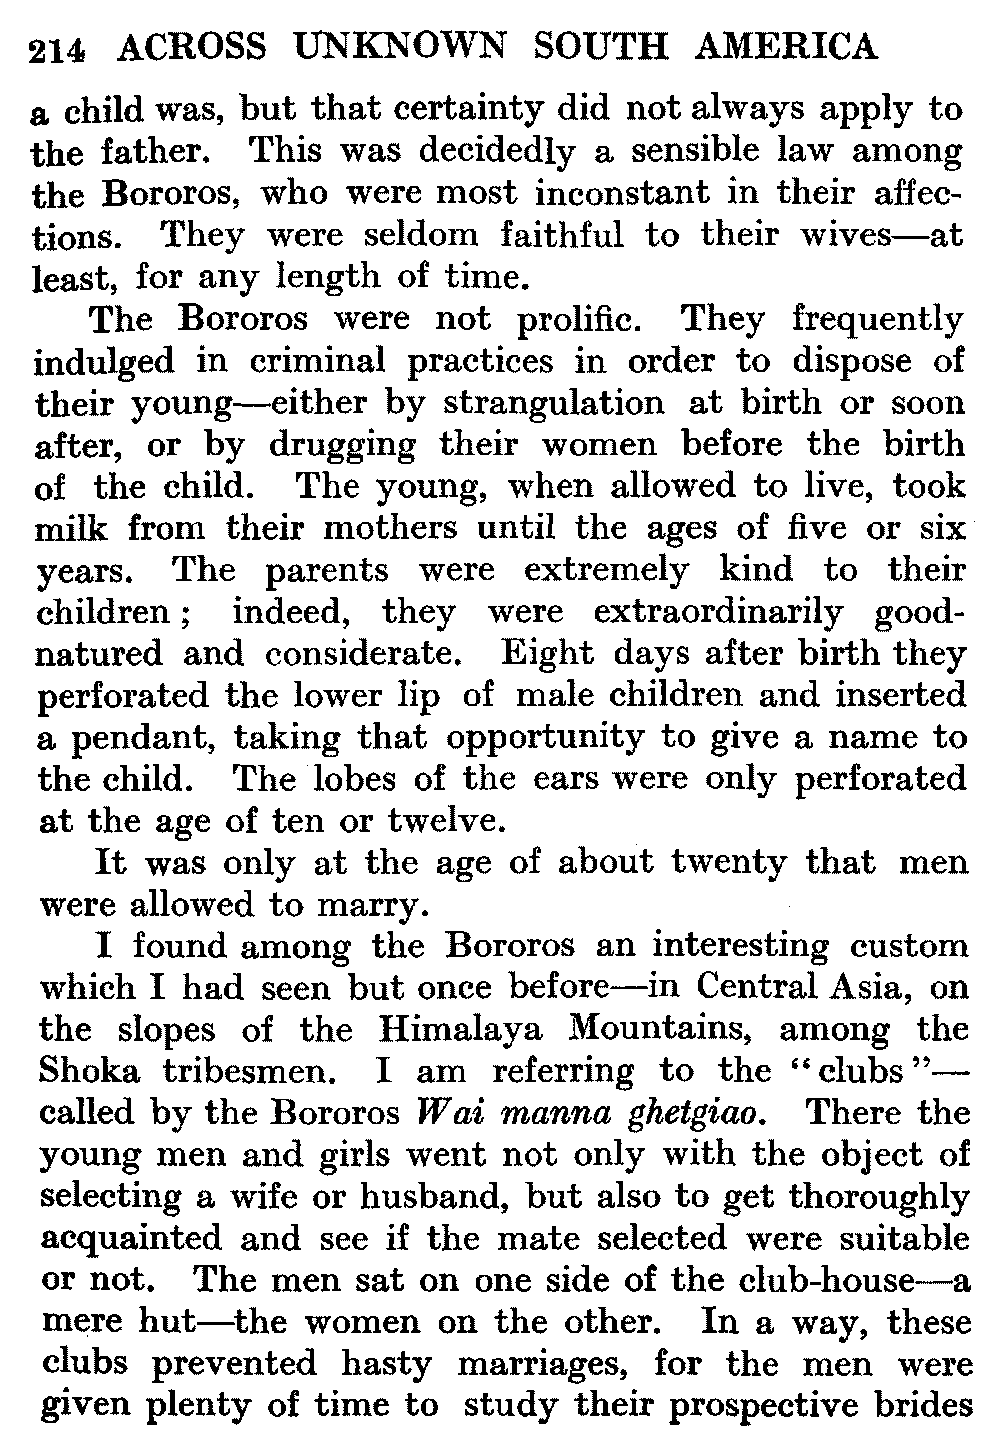 214 ACROSS UNKNOWN SOUTH AMERICA
a child was, but that certainty did not always apply to
the father. This was decidedly a sensible law among
the Bororos, who were most inconstant in their affec-
tions. They were seldom faithful to their wives—at
least, for any length of time.
The Bororos were not prolific. They frequently
indulged in criminal practices in order to dispose of
their young—either by strangulation at birth or soon
after, or by drugging their women before the birth
of the child. The young, when allowed to live, took
milk from their mothers until the ages of five or six
years. The parents were extremely kind to their
children; indeed, they were extraordinarily good-
natured and considerate. Eight days after birth they
perforated the lower lip of male children and inserted
a pendant, taking that opportunity to give a name to
the child. The lobes of the ears were only perforated
at the age of ten or twelve.
It was only at the age of about twenty that men
were allowed to marry.
I found among the Bororos an interesting custom
which I had seen but once before—in Central Asia, on
the slopes of the Himalaya Mountains, among the
Shoka tribesmen. I am referring to the “clubs”—
called by the Bororos Wai manna ghetgiao. There the
young men and girls went not only with the object of
selecting a wife or husband, but also to get thoroughly
acquainted and see if the mate selected were suitable
or not. The men sat on one side of the club-house—a
mere hut—the women on the other. In a way, these
clubs prevented hasty marriages, for the men were
given plenty of time to study their prospective brides